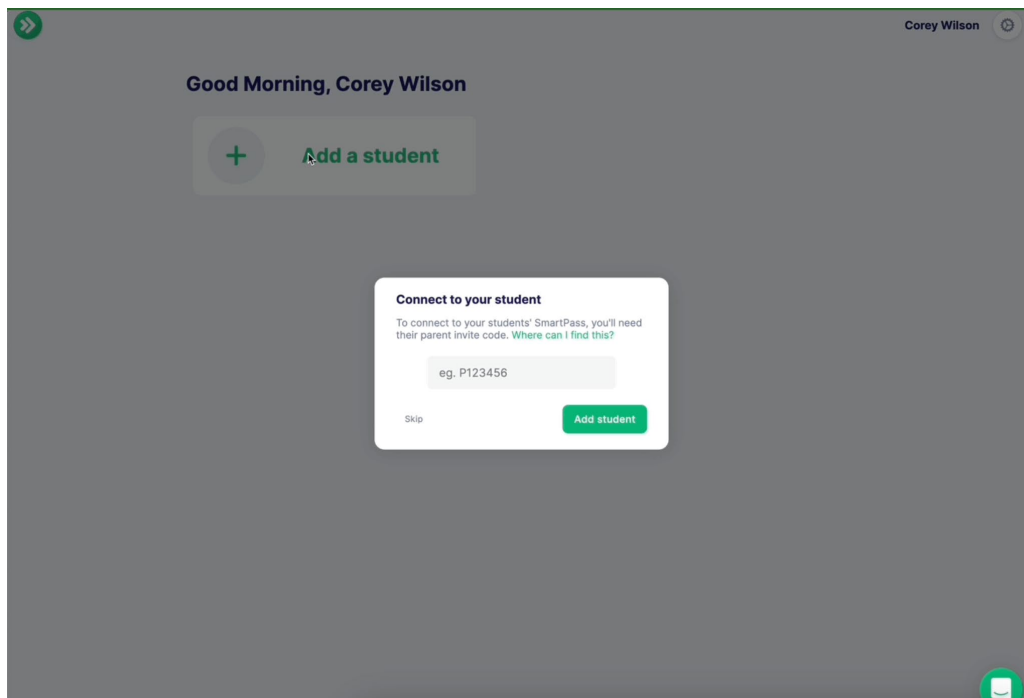 Corey Wilson
Good Morning, Corey Wilson
Add a student
Connect to your student
To connect to your students' SmartPass, you'll need
their parent invite code. Where can I find this?
eg. P123456
Skip
Add student